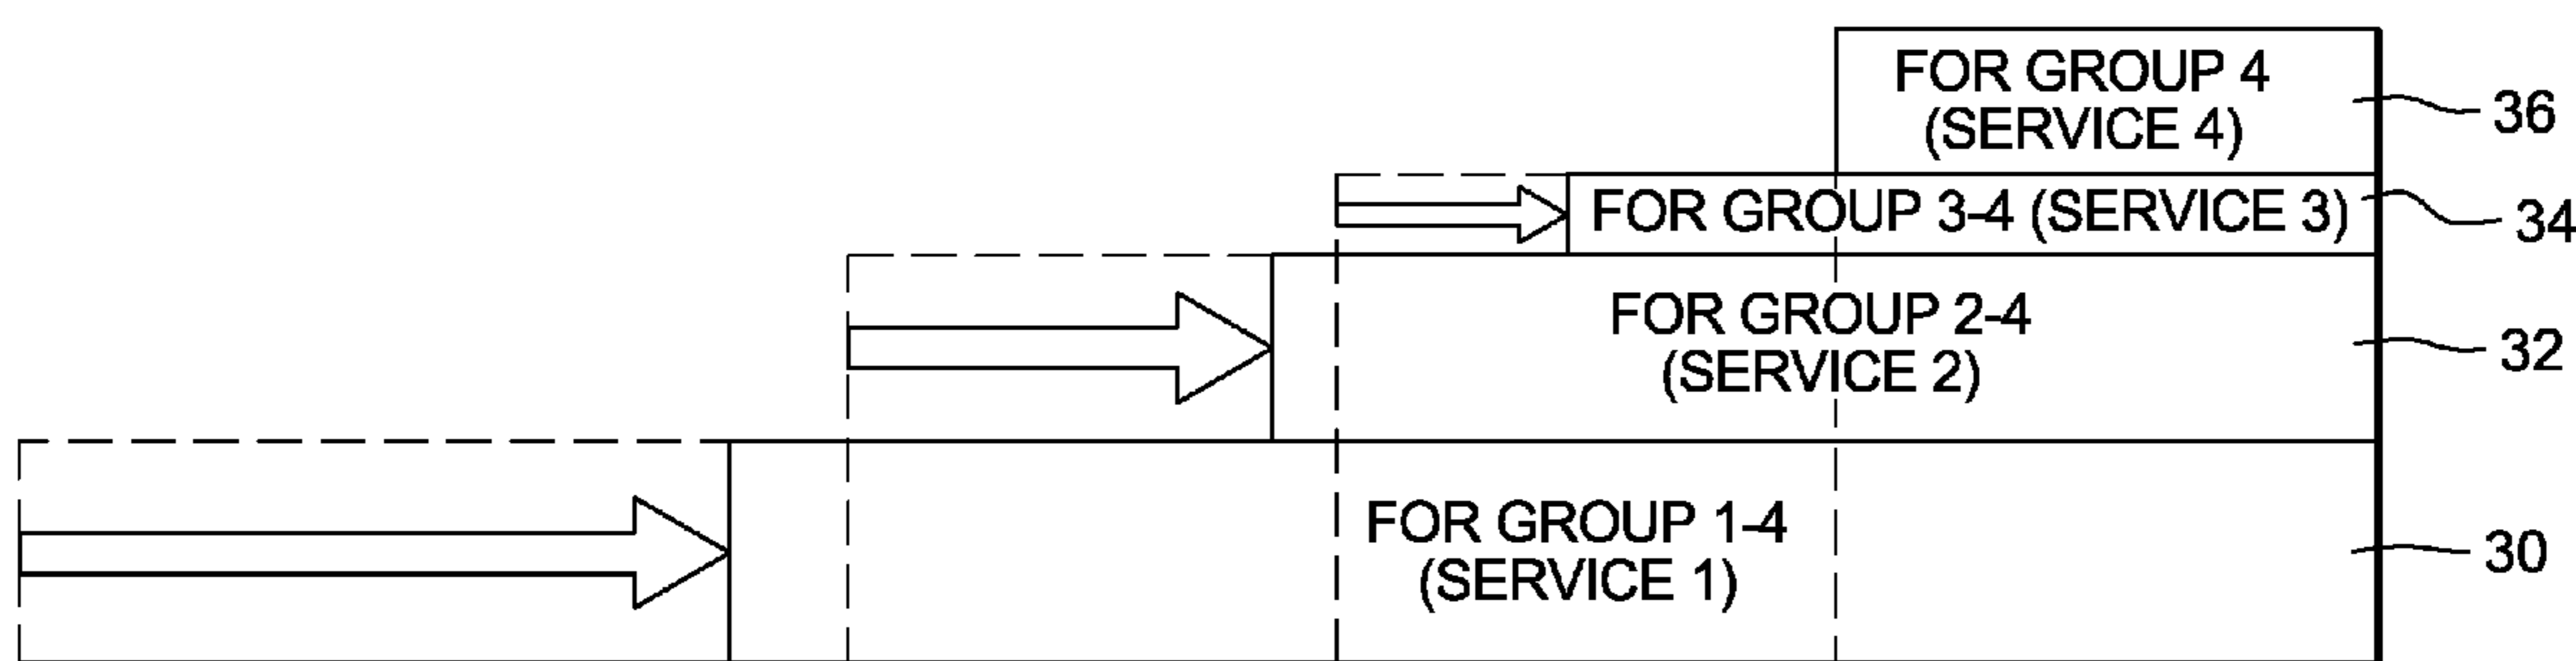 FOR GROUP 4
(SERVICE 4)
36
FOR GROUP 3-4 (SERVICE 3)
34
FOR GROUP 2-4
(SERVICE 2)
32
FOR GROUP 1-4
(SERVICE 1)
30